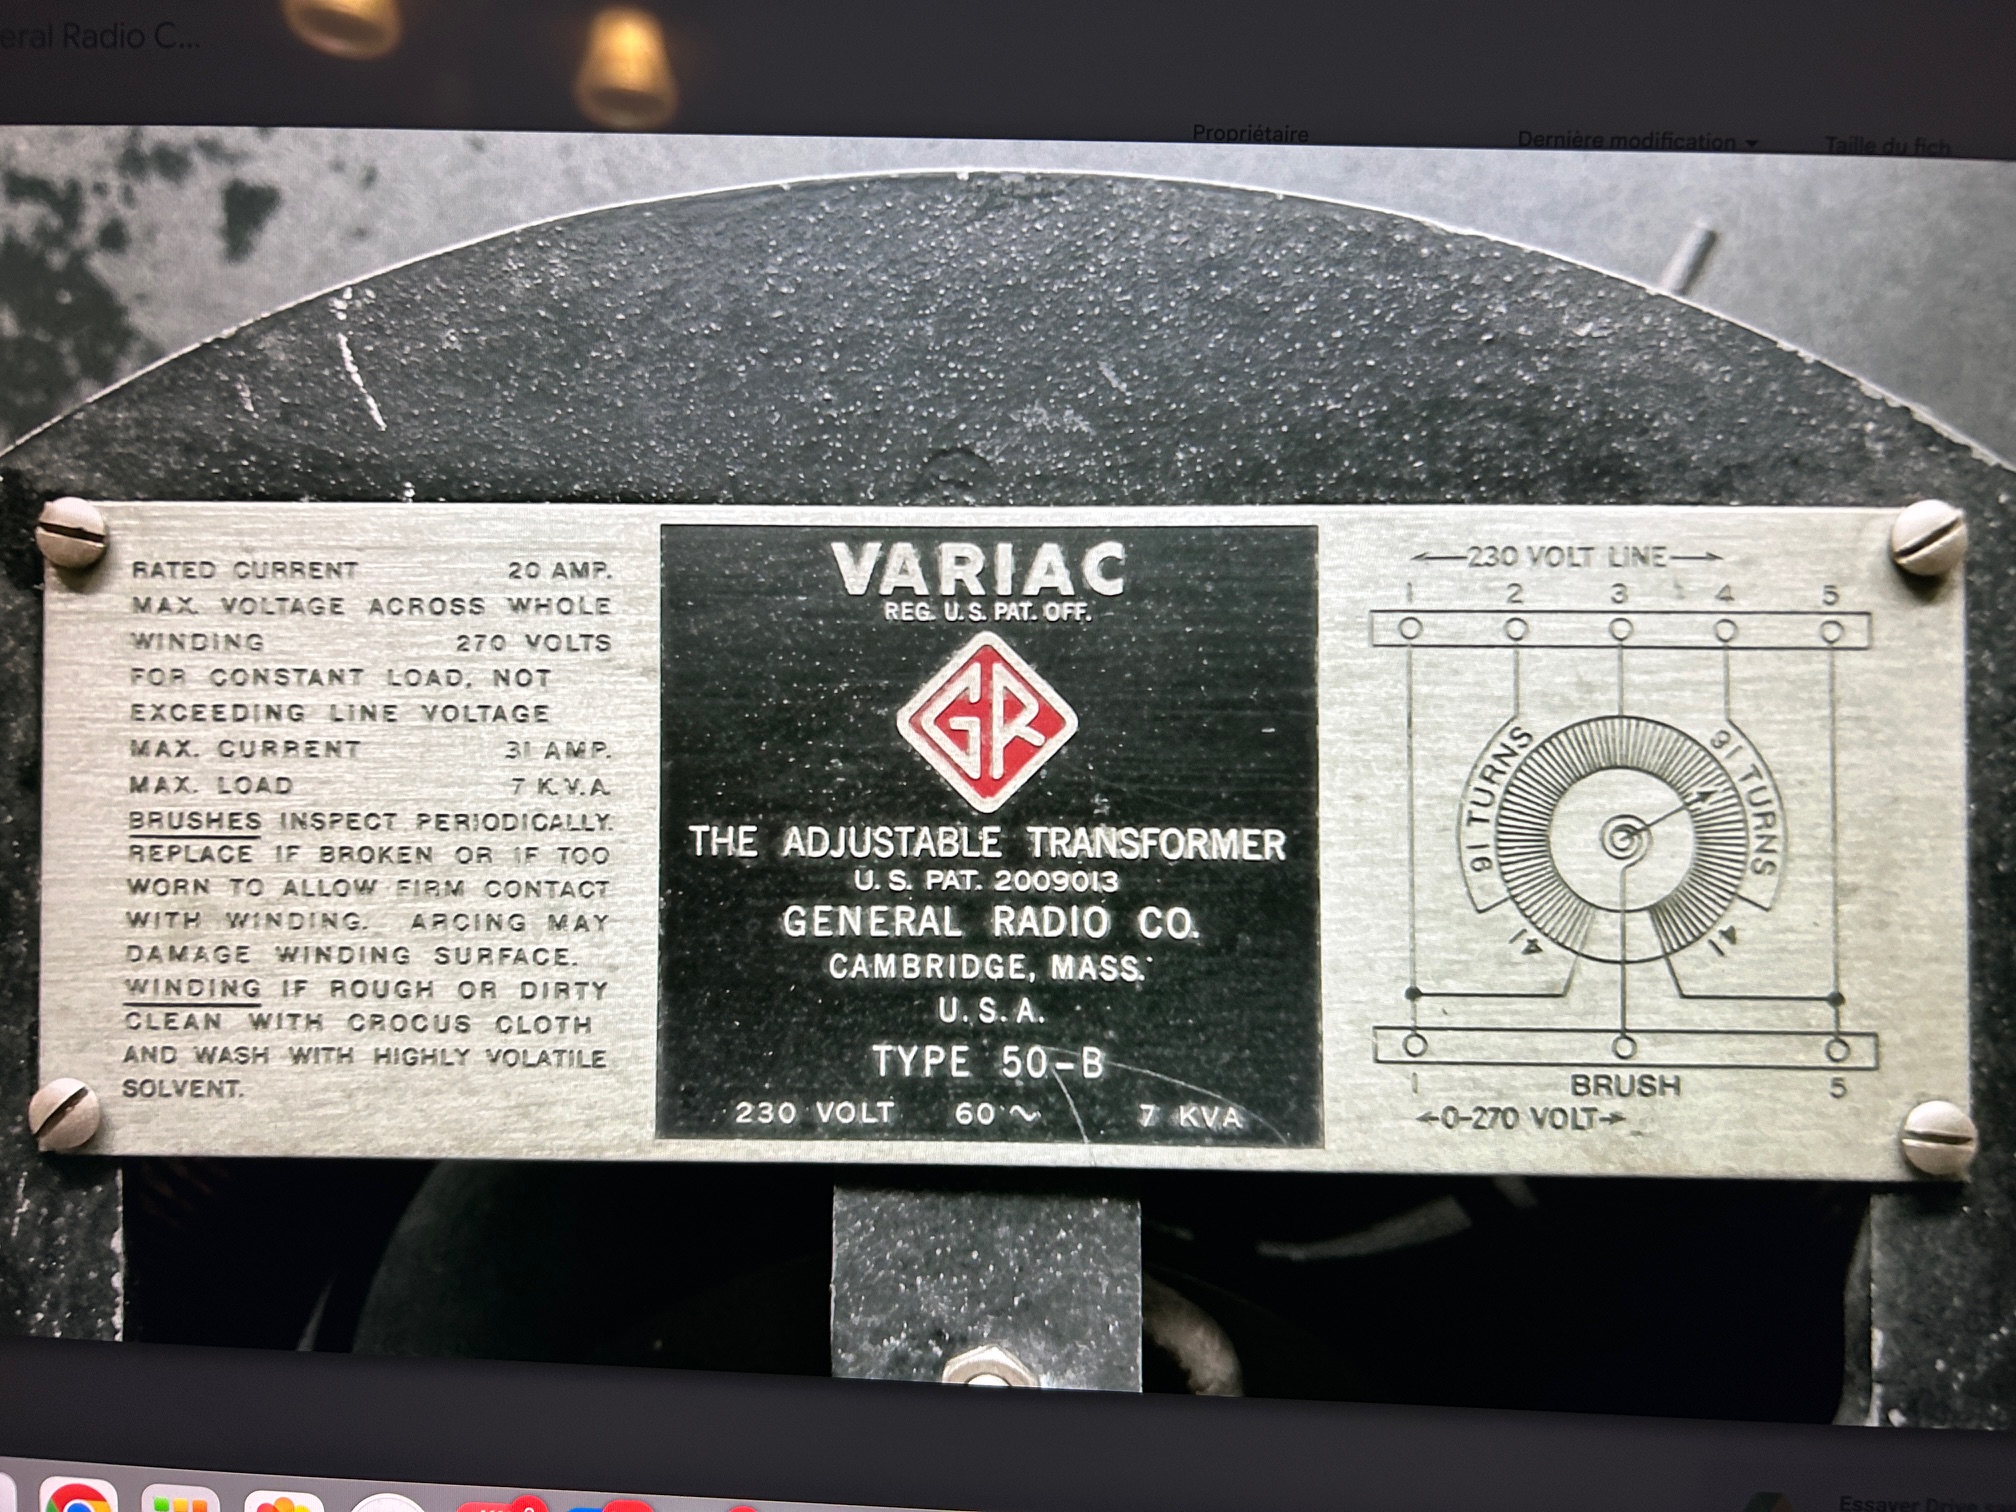 eral Radio C...
Propriétaire
Dernière modification
Taille du fich
RATED CURRENT 20 AMP.
MAX. VOLTAGE ACROSS WHOLE
WINDING 270 VOLTS
FOR CONSTANT LOAD, NOT
EXCEEDING LINE VOLTAGE
MAX. CURRENT 31 AMP.
MAX. LOAD 7 K.V.A.
BRUSHES INSPECT PERIODICALLY.
REPLACE IF BROKEN OR IF TOO
WORN TO ALLOW FIRM CONTACT
WITH WINDING. ARCING MAY
DAMAGE WINDING SURFACE.
WINDING IF ROUGH OR DIRTY
CLEAN WITH CROCUS CLOTH
AND WASH WITH HIGHLY VOLATILE
SOLVENT.
VARIAC
REG. U.S. PAT. OFF.
GR
THE ADJUSTABLE TRANSFORMER
U. S. PAT. 2009013
GENERAL RADIO CO.
CAMBRIDGE, MASS.
U. S. A.
TYPE 50-B
230 VOLT 60~ 7 KVA
230 VOLT LINE
1 2 3 4 5
91 TURNS
31 TURNS
41
41
1 BRUSH 5
0-270 VOLT
Essayer Drive